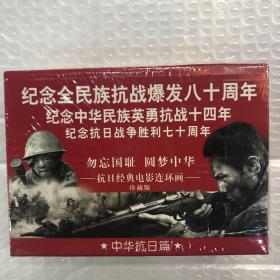 纪念全民族抗战爆发八十周年
纪念中华民族英勇抗战十四年
纪念抗日战争胜利七十周年
勿忘国耻 圆梦中华
—抗日经典电影连环画—
珍藏版
★中华抗日篇(★)